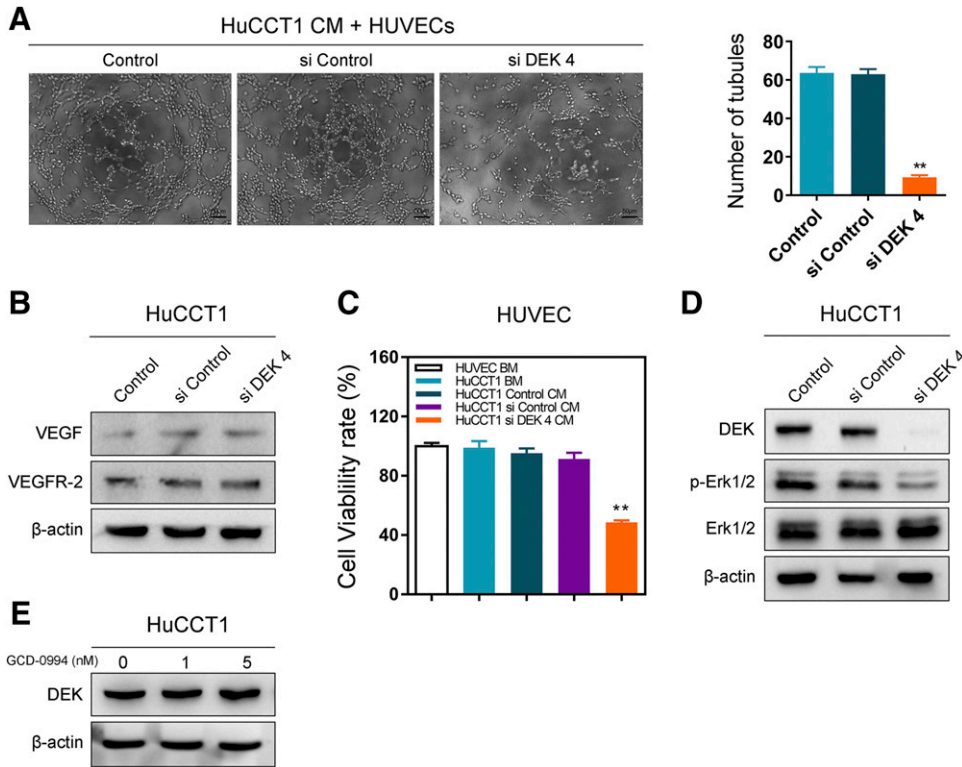 A
HuCCT1 CM + HUVECs
Control si Control si DEK 4
50μm
Number of tubules
80
60
40
20
0
**
Control si Control si DEK 4
B
HuCCT1
Control si Control si DEK 4
VEGF
VEGFR-2
β-actin
C
HUVEC
Cell Viablility rate (%)
160
120
80
40
0
HUVEC BM
HuCCT1 BM
HuCCT1 Control CM
HuCCT1 si Control CM
HuCCT1 si DEK 4 CM
**
D
HuCCT1
Control si Control si DEK 4
DEK
p-Erk1/2
Erk1/2
β-actin
E
HuCCT1
GCD-0994 (nM) 0 1 5
DEK
β-actin